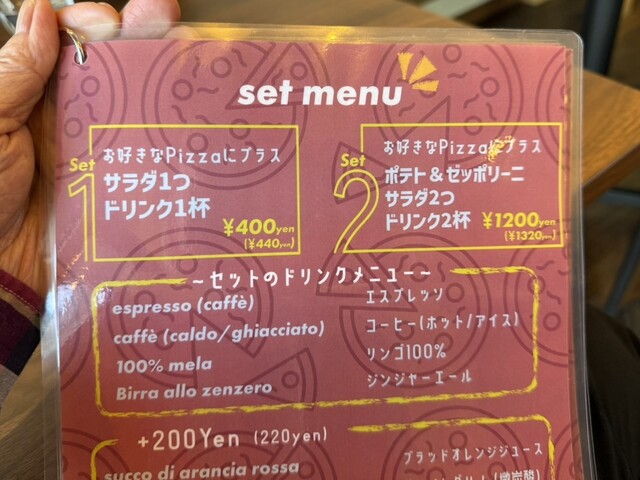 set menu
Set 1
お好きなPizzaにプラス
サラダ1つ
ドリンク1杯
¥400yen
(¥440yen)
Set 2
お好きなPizzaにプラス
ポテト＆ゼッポリーニ
サラダ2つ
ドリンク2杯 ¥1200yen
(¥1320yen)
～セットのドリンクメニュー～
espresso (caffè) エスプレッソ
caffè (caldo/ghiacciato) コーヒー(ホット/アイス)
100% mela リンゴ100%
Birra allo zenzero ジンジャーエール
+200Yen (220yen)
succo di arancia rossa ブラッドオレンジジュース
(微炭酸)